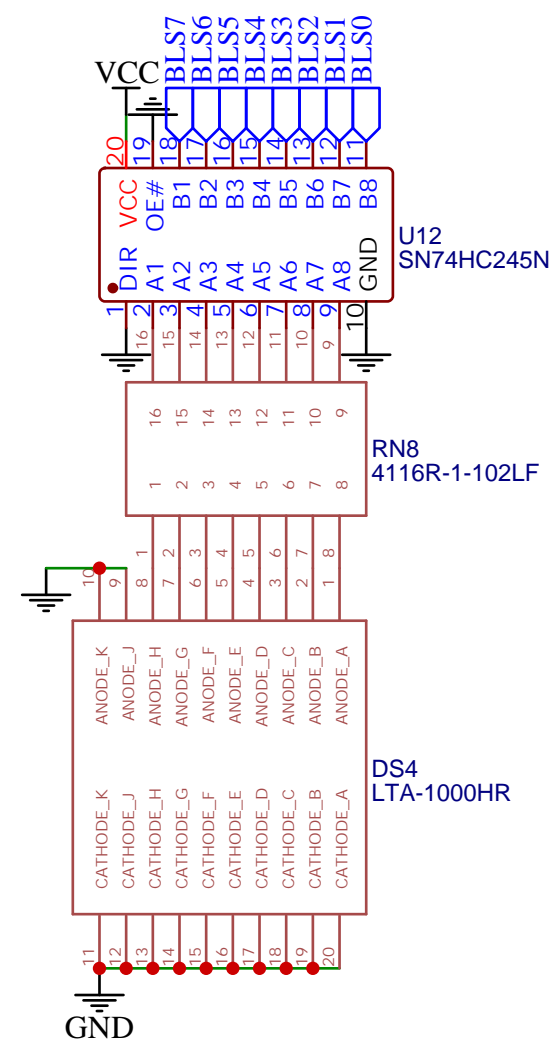 BLS7 BLS6 BLS5 BLS4 BLS3 BLS2 BLS1 BLS0
VCC
20 19 18 17 16 15 14 13 12 11
VCC OE# B1 B2 B3 B4 B5 B6 B7 B8
U12
SN74HC245N
DIR A1 A2 A3 A4 A5 A6 A7 A8 GND
1 2 3 4 5 6 7 8 9 10
16 15 14 13 12 11 10 9
16 15 14 13 12 11 10 9
RN8
4116R-1-102LF
1 2 3 4 5 6 7 8
1 2 3 4 5 6 7 8
10 9 8 7 6 5 4 3 2 1
ANODE_K ANODE_J ANODE_H ANODE_G ANODE_F ANODE_E ANODE_D ANODE_C ANODE_B ANODE_A
DS4
LTA-1000HR
CATHODE_K CATHODE_J CATHODE_H CATHODE_G CATHODE_F CATHODE_E CATHODE_D CATHODE_C CATHODE_B CATHODE_A
11 12 13 14 15 16 17 18 19 20
GND